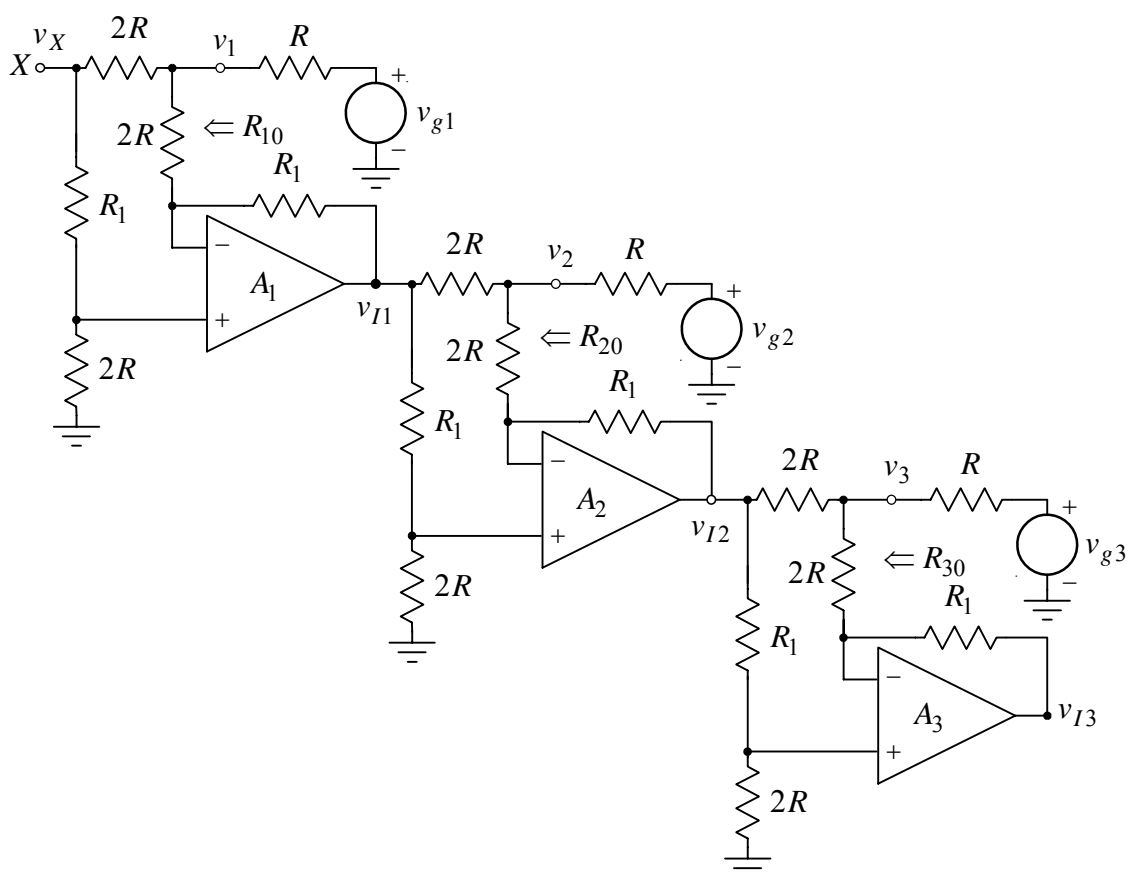 v_X 2R v_1 R
X
+
2R ⇐ R_10 v_g1
−
R_1
R_1
− 2R v_2 R
A_1
v_I1 +
+
2R 2R ⇐ R_20 v_g2
−
R_1
R_1
− 2R v_3 R
A_2
v_I2 +
+
2R 2R ⇐ R_30 v_g3
−
R_1
R_1
−
A_3 v_I3
+
2R